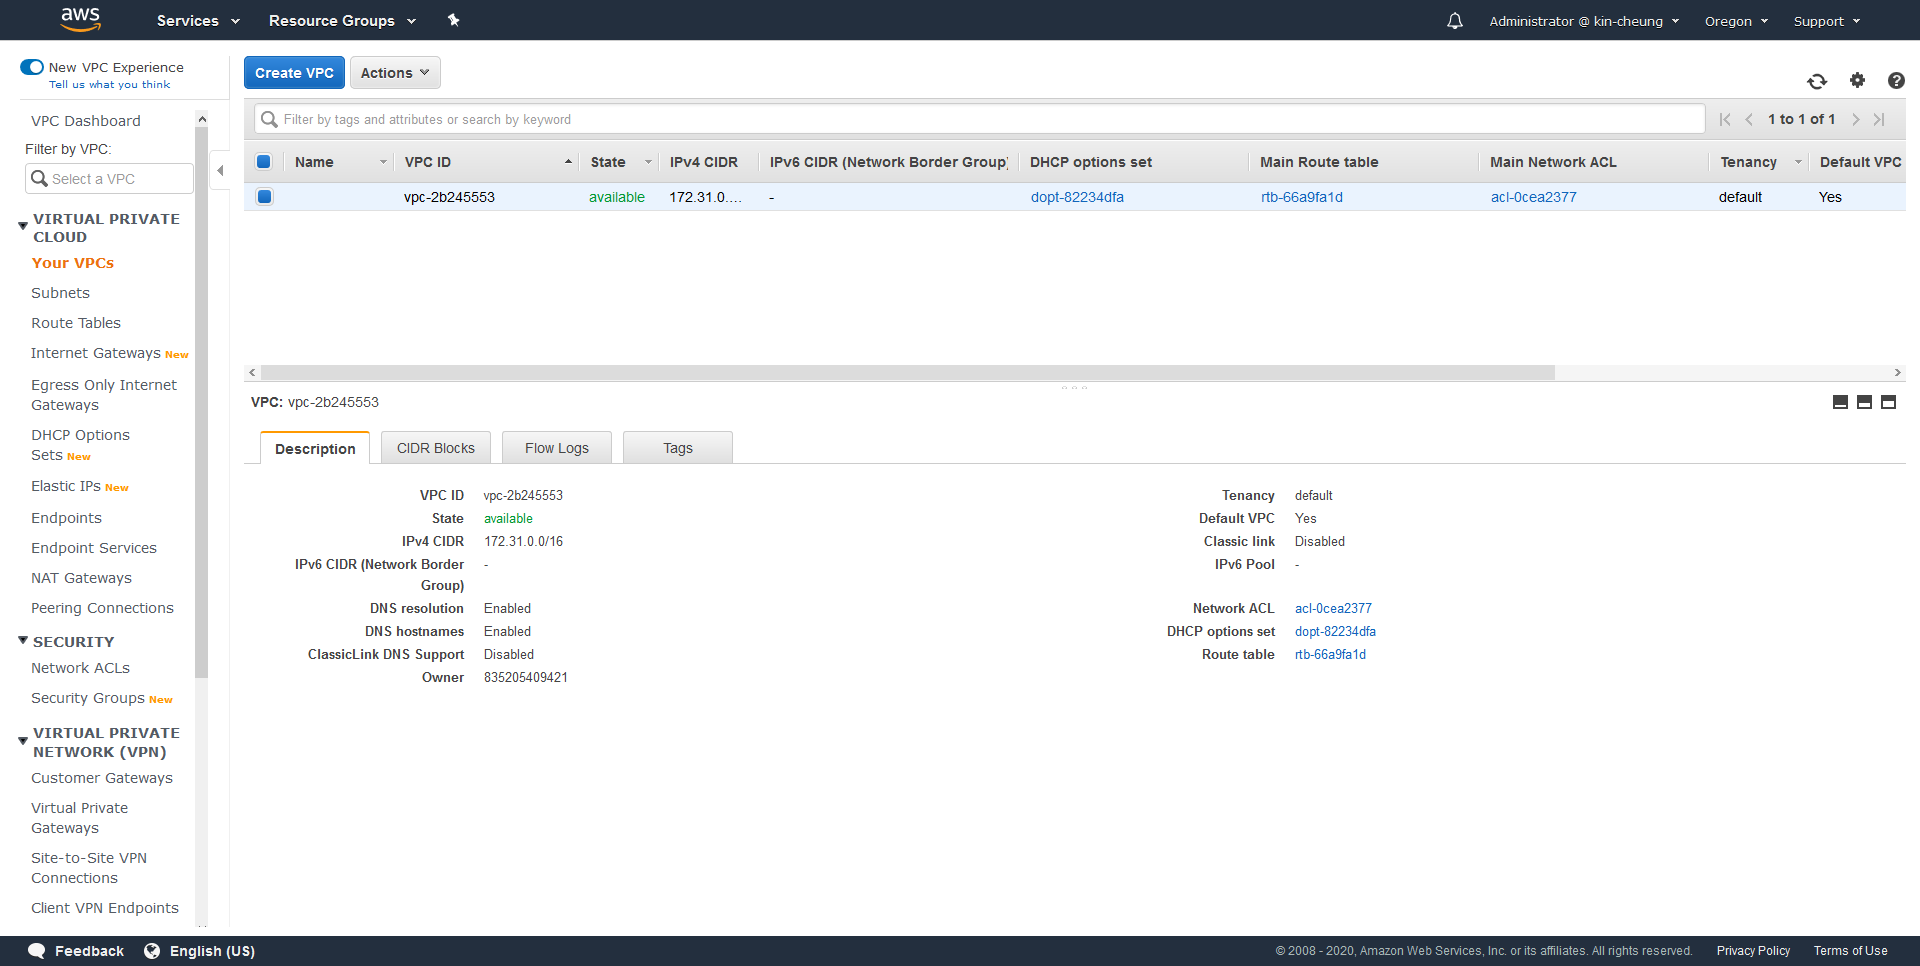 aws Services Resource Groups Administrator @ kin-cheung Oregon Support
New VPC Experience
Tell us what you think
VPC Dashboard
Filter by VPC:
Select a VPC
VIRTUAL PRIVATE
CLOUD
Your VPCs
Subnets
Route Tables
Internet Gateways New
Egress Only Internet
Gateways
DHCP Options
Sets New
Elastic IPs New
Endpoints
Endpoint Services
NAT Gateways
Peering Connections
SECURITY
Network ACLs
Security Groups New
VIRTUAL PRIVATE
NETWORK (VPN)
Customer Gateways
Virtual Private
Gateways
Site-to-Site VPN
Connections
Client VPN Endpoints
Create VPC Actions
Filter by tags and attributes or search by keyword 1 to 1 of 1
Name VPC ID State IPv4 CIDR IPv6 CIDR (Network Border Group) DHCP options set Main Route table Main Network ACL Tenancy Default VPC
vpc-2b245553 available 172.31.0.... - dopt-82234dfa rtb-66a9fa1d acl-0cea2377 default Yes
VPC: vpc-2b245553
Description CIDR Blocks Flow Logs Tags
VPC ID vpc-2b245553
State available
IPv4 CIDR 172.31.0.0/16
IPv6 CIDR (Network Border
Group) -
DNS resolution Enabled
DNS hostnames Enabled
ClassicLink DNS Support Disabled
Owner 835205409421
Tenancy default
Default VPC Yes
Classic link Disabled
IPv6 Pool -
Network ACL acl-0cea2377
DHCP options set dopt-82234dfa
Route table rtb-66a9fa1d
Feedback English (US) © 2008 - 2020, Amazon Web Services, Inc. or its affiliates. All rights reserved. Privacy Policy Terms of Use